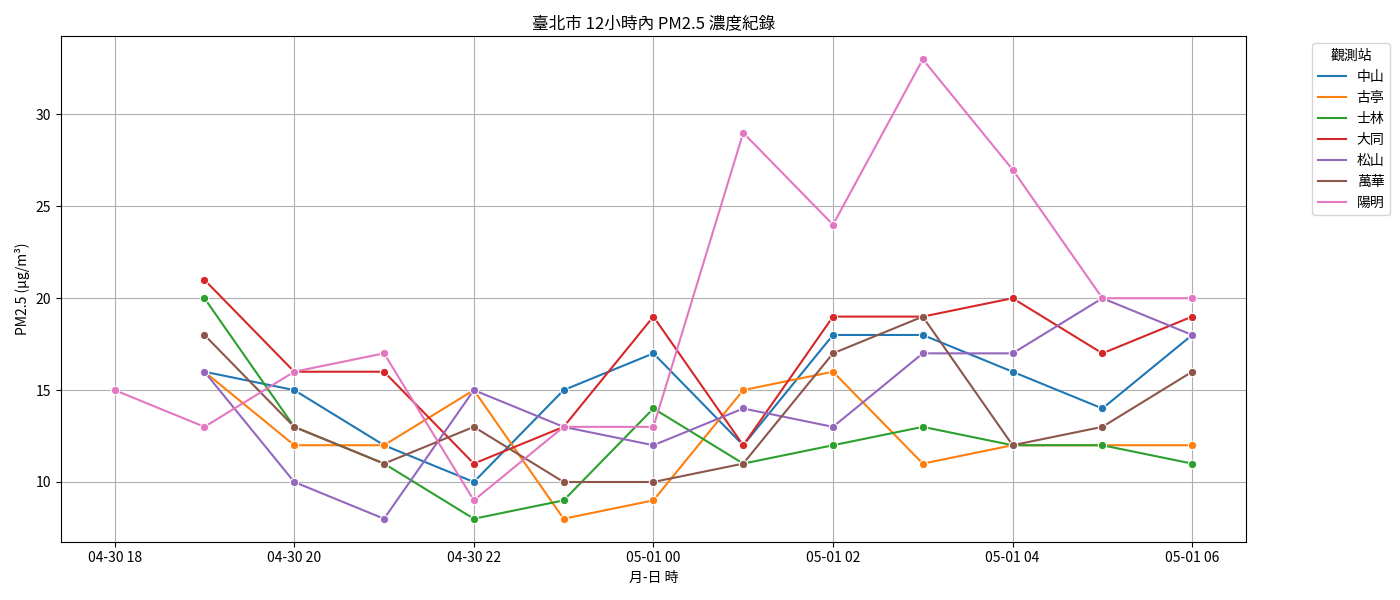 臺北市 12小時內 PM2.5 濃度紀錄
PM2.5 (μg/m³)
30
25
20
15
10
04-30 18
04-30 20
04-30 22
05-01 00
05-01 02
05-01 04
05-01 06
月-日 時
觀測站
中山
古亭
士林
大同
松山
萬華
陽明